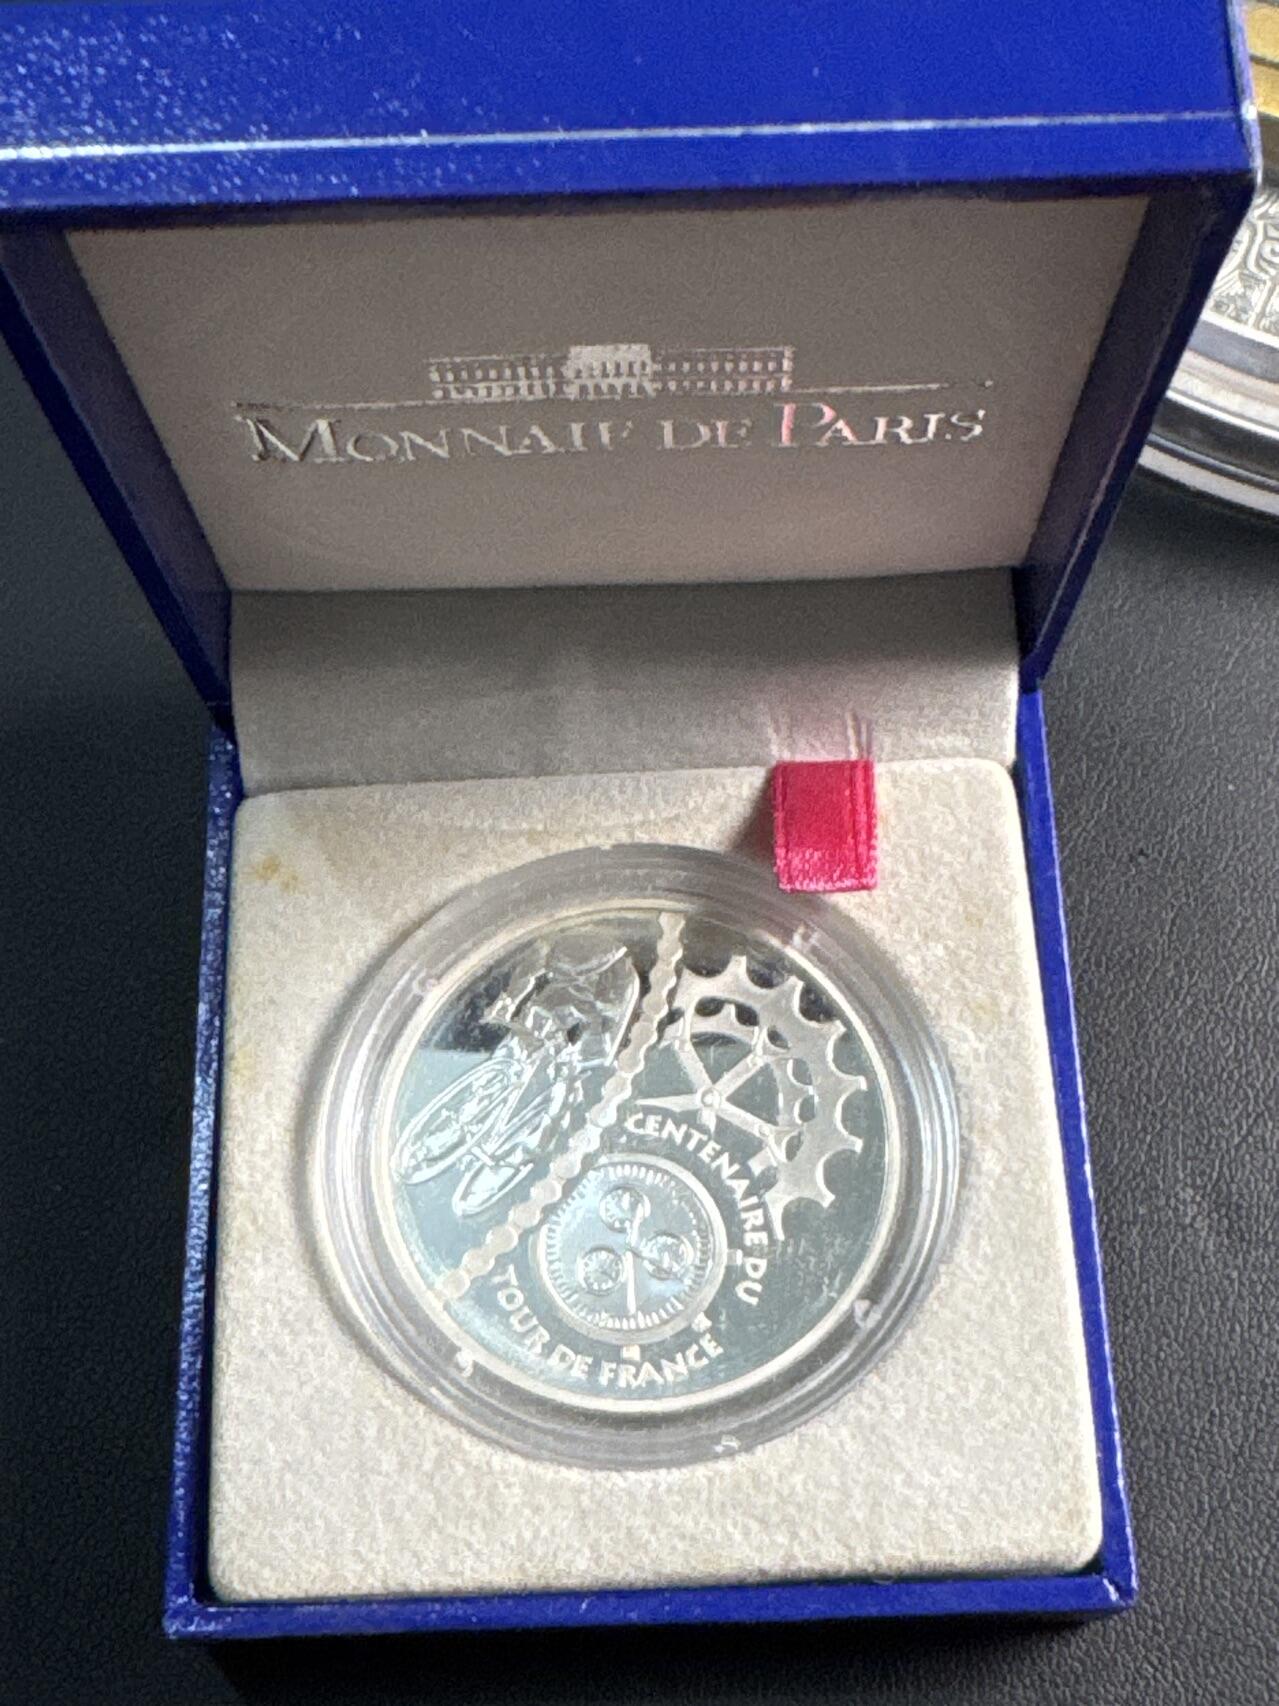 MONNAIE DE PARIS
CENTENAIRE DU
TOUR DE FRANCE